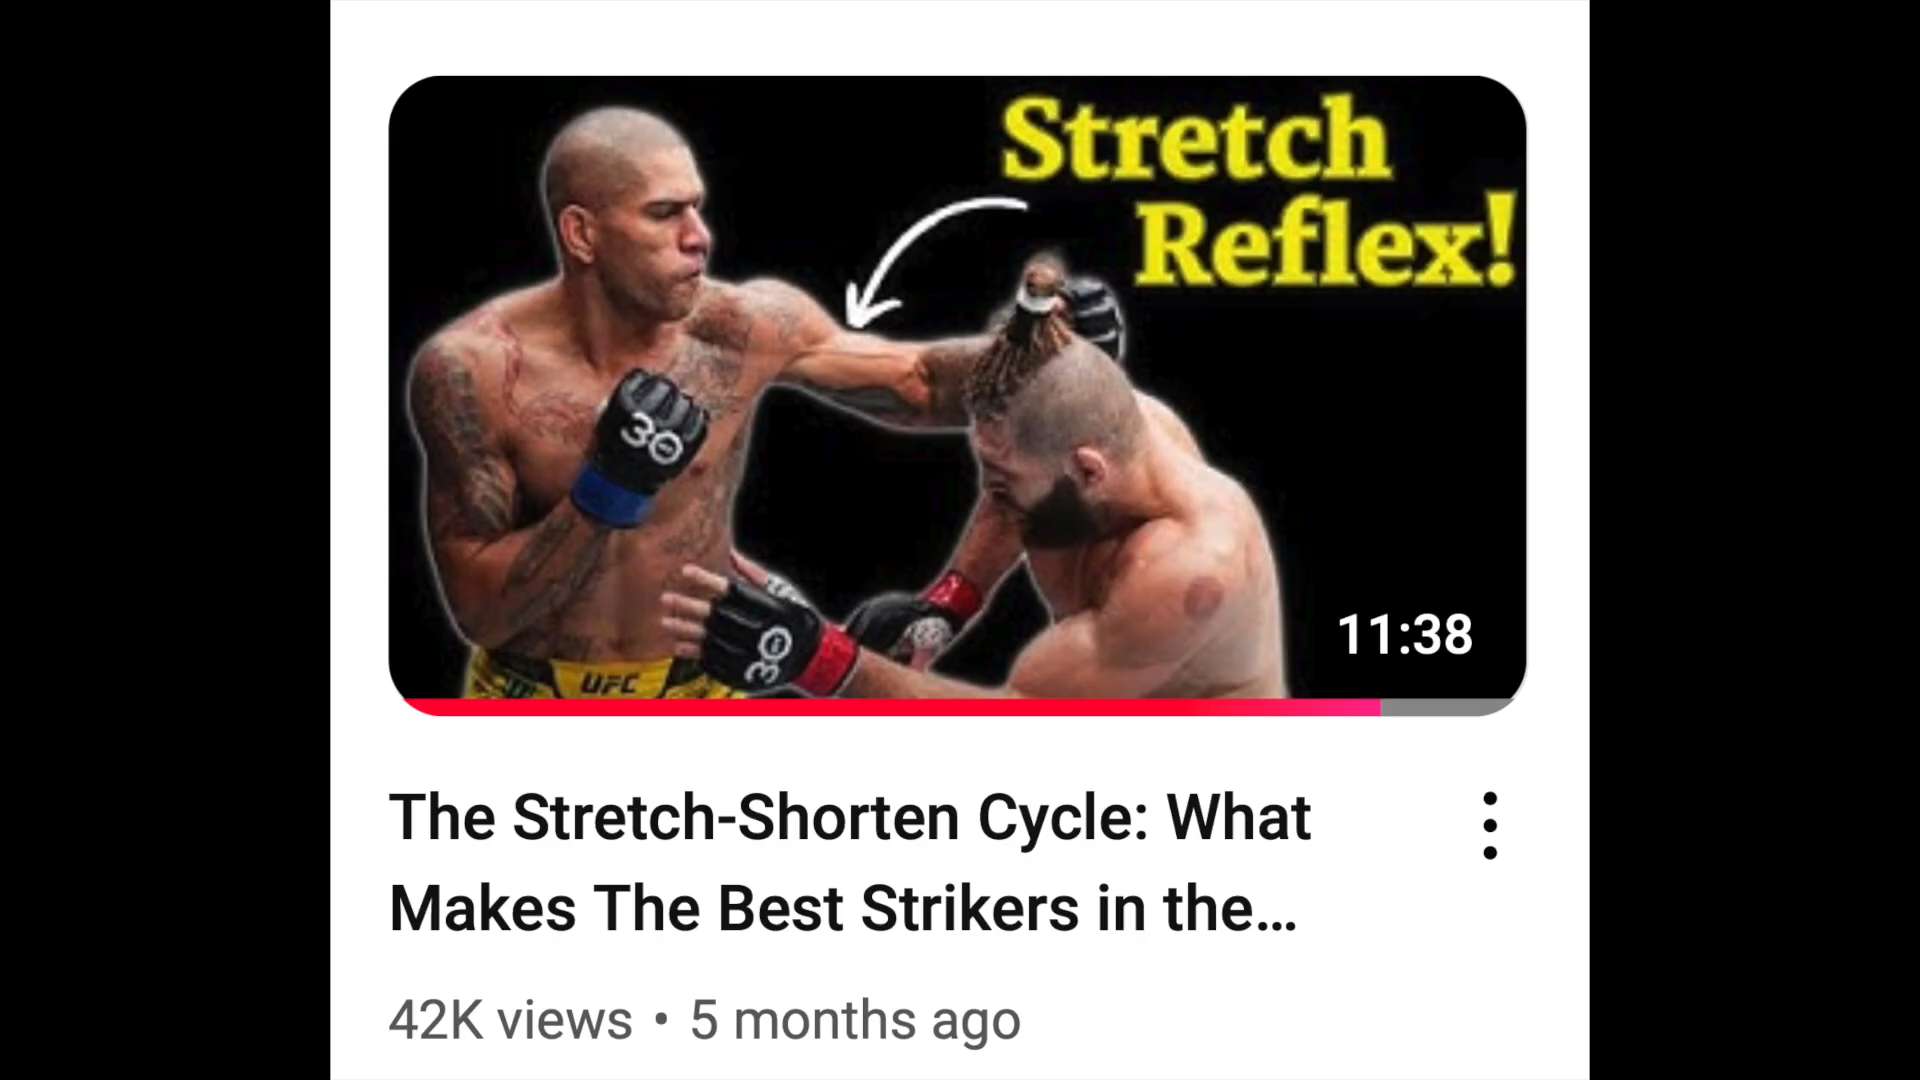 Stretch
Reflex!
30
30
UFC
11:38
The Stretch-Shorten Cycle: What
Makes The Best Strikers in the...
42K views • 5 months ago